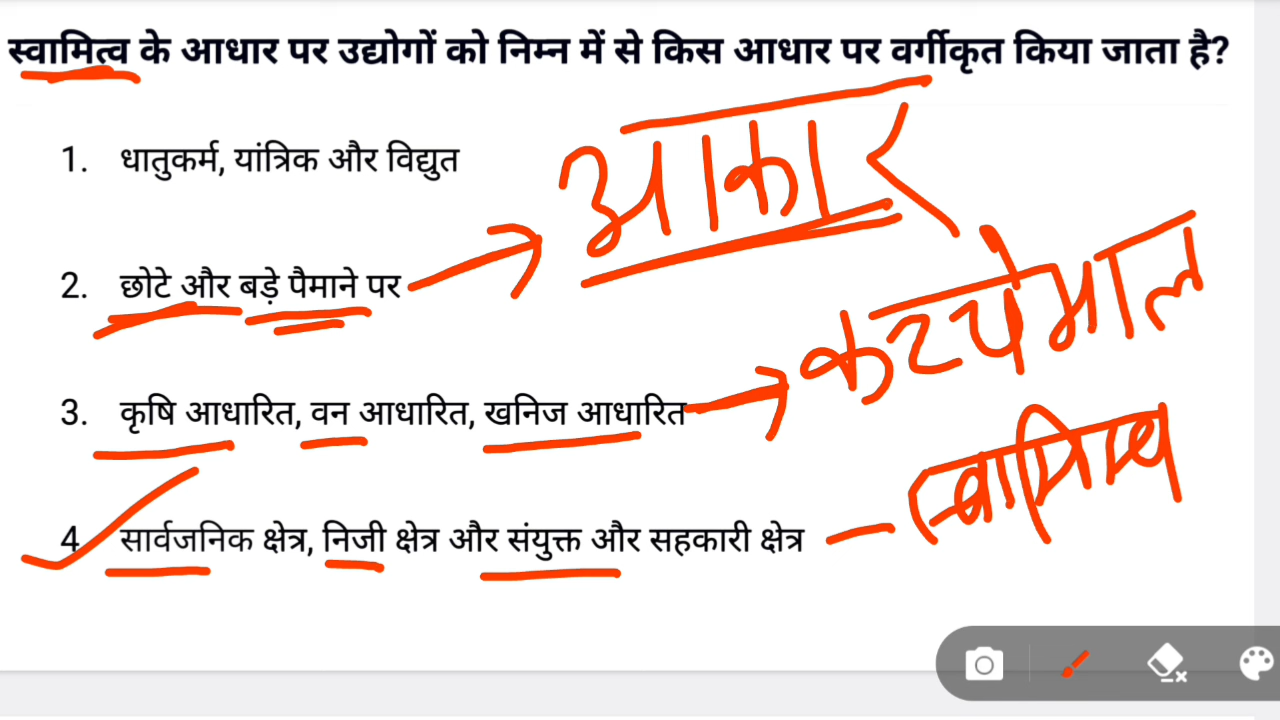 स्वामित्व के आधार पर उद्योगों को निम्न में से किस आधार पर वर्गीकृत किया जाता है?
1. धातुकर्म, यांत्रिक और विद्युत
आकार
2. छोटे और बड़े पैमाने पर
कच्चेमाल
3. कृषि आधारित, वन आधारित, खनिज आधारित
स्वामित्व
4 सार्वजनिक क्षेत्र, निजी क्षेत्र और संयुक्त और सहकारी क्षेत्र